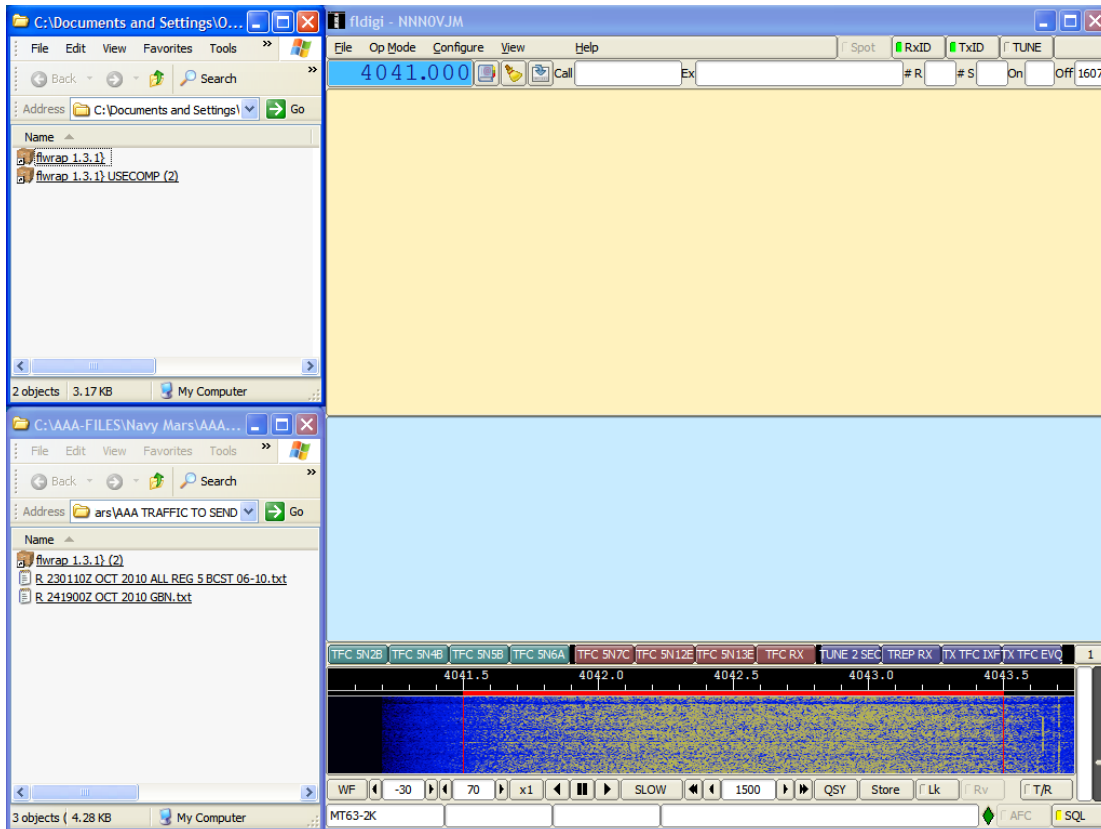 C:\Documents and Settings\O...
File Edit View Favorites Tools »
Back Search »
Address C:\Documents and Settings\ Go
Name
flwrap 1.3.1}
flwrap 1.3.1} USECOMP (2)
2 objects 3.17 KB My Computer
C:\AAA-FILES\Navy Mars\AAA...
File Edit View Favorites Tools »
Back Search »
Address ars\AAA TRAFFIC TO SEND Go
Name
flwrap 1.3.1} (2)
R 230110Z OCT 2010 ALL REG 5 BCST 06-10.txt
R 241900Z OCT 2010 GBN.txt
3 objects ( 4.28 KB My Computer
fldigi - NNN0VJM
File Op Mode Configure View Help Spot RxID TxID TUNE
4041.000 Call Ex # R # S On Off 1607
TFC 5N2B TFC 5N4B TFC 5N5B TFC 5N6A TFC 5N7C TFC 5N12E TFC 5N13E TFC RX TUNE 2 SEC TREP RX TX TFC IXF TX TFC EVQ 1
4041.5 4042.0 4042.5 4043.0 4043.5
WF -30 70 x1 SLOW 1500 QSY Store Lk Rv T/R
MT63-2K AFC SQL